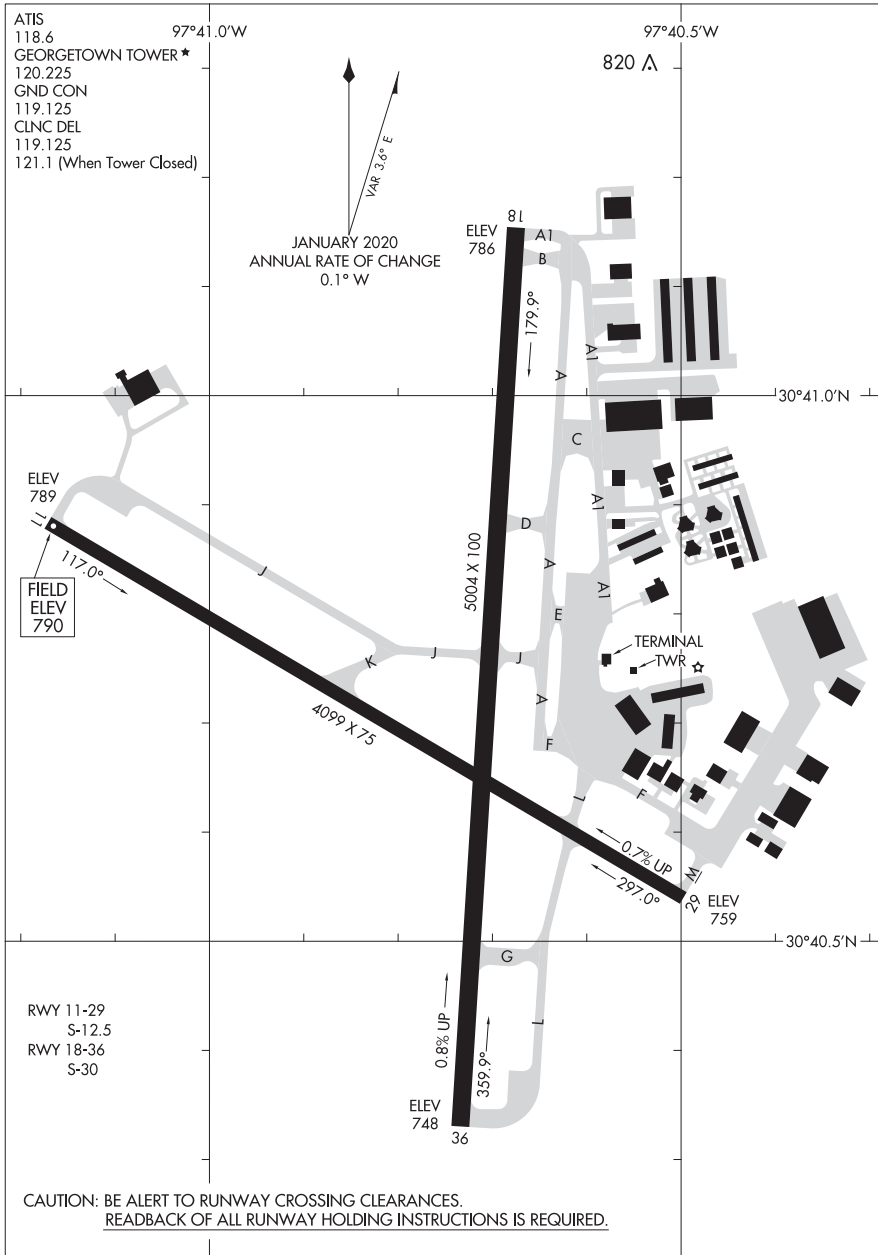 ATIS
118.6
GEORGETOWN TOWER
120.225
GND CON
119.125
CLNC DEL
119.125
121.1 (When Tower Closed)
97°41.0'W
97°40.5'W
820
VAR 3.6° E
JANUARY 2020
ANNUAL RATE OF CHANGE
0.1° W
18
ELEV
786
A1
B
179.9°
A
A1
30°41.0'N
C
ELEV
789
11
117.0°
FIELD
ELEV
790
D
A1
5004 X 100
A
A1
J
E
TERMINAL
TWR
K
J
J
A
4099 X 75
F
L
F
0.7% UP
297.0°
M
29
ELEV
759
30°40.5'N
G
RWY 11-29
S-12.5
RWY 18-36
S-30
0.8% UP
359.9°
L
ELEV
748
36
CAUTION: BE ALERT TO RUNWAY CROSSING CLEARANCES.
READBACK OF ALL RUNWAY HOLDING INSTRUCTIONS IS REQUIRED.